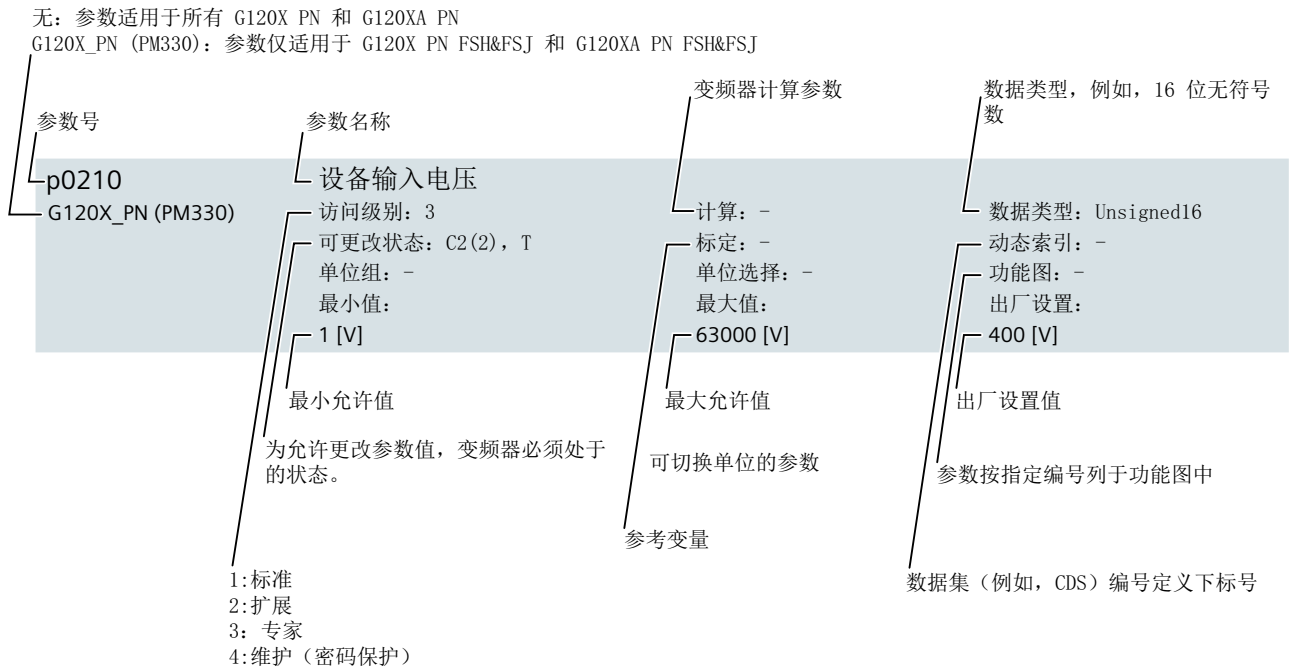 无：参数适用于所有 G120X PN 和 G120XA PN
G120X_PN (PM330)：参数仅适用于 G120X PN FSH&FSJ 和 G120XA PN FSH&FSJ
变频器计算参数
数据类型，例如，16 位无符号
数
参数号
参数名称
p0210
设备输入电压
G120X_PN (PM330)
访问级别：3
计算：-
数据类型：Unsigned16
可更改状态：C2(2), T
标定：-
动态索引：-
单位组：-
单位选择：-
功能图：-
最小值：
最大值：
出厂设置：
1 [V]
63000 [V]
400 [V]
最小允许值
最大允许值
出厂设置值
为允许更改参数值，变频器必须处于
的状态。
可切换单位的参数
参数按指定编号列于功能图中
参考变量
数据集（例如，CDS）编号定义下标号
1:标准
2:扩展
3：专家
4:维护（密码保护）